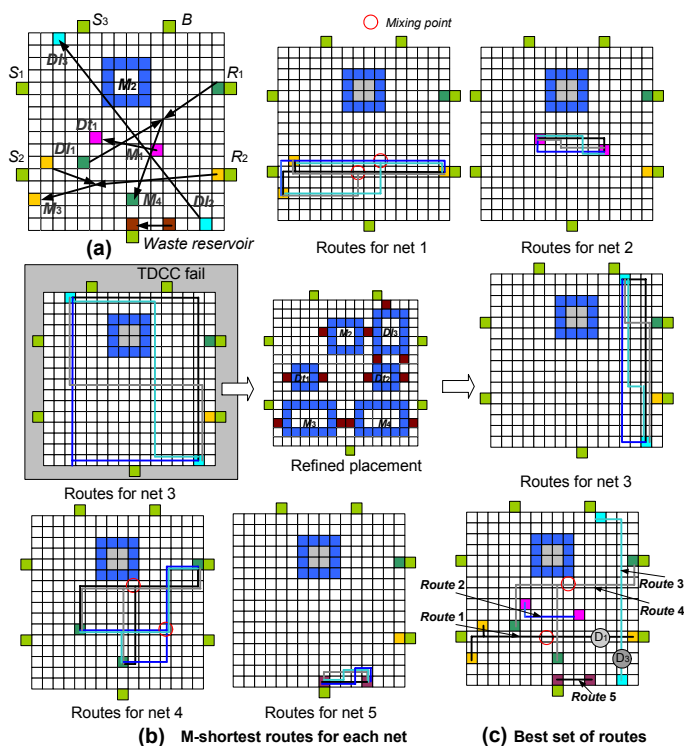 S3
B
Mixing point
Dl3
M2
S1
R1
Dt1
Dl1
M1
S2
R2
M3
M4
Dl2
(a)
Waste reservoir
Routes for net 1
Routes for net 2
TDCC fail
M2
Dl3
Dt1
Dt2
M3
M4
Refined placement
Routes for net 3
Routes for net 3
Route 2
Route 3
Route 1
Route 4
D1
D3
Route 5
Routes for net 4
Routes for net 5
(b) M-shortest routes for each net
(c) Best set of routes